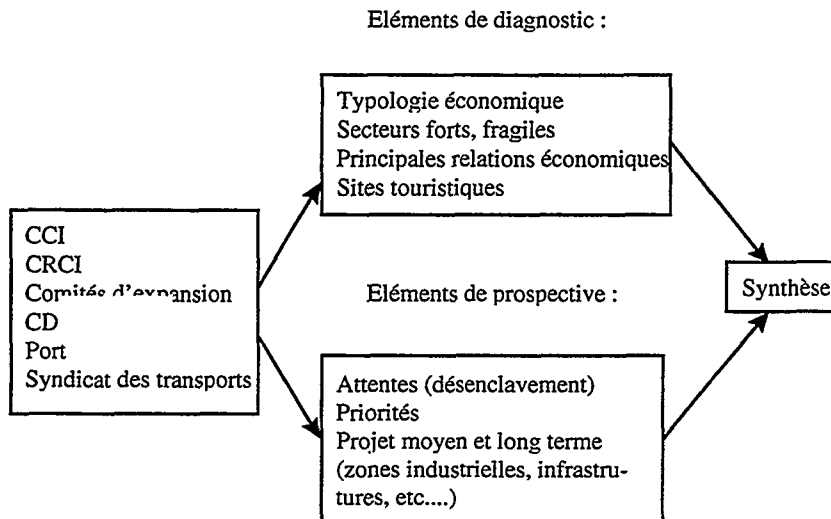 Eléments de diagnostic :
Typologie économique
Secteurs forts, fragiles
Principales relations économiques
Sites touristiques
CCI
CRCI
Comités d'expansion
CD
Port
Syndicat des transports
Eléments de prospective :
Synthèse
Attentes (désenclavement)
Priorités
Projet moyen et long terme
(zones industrielles, infrastru-
tures, etc....)